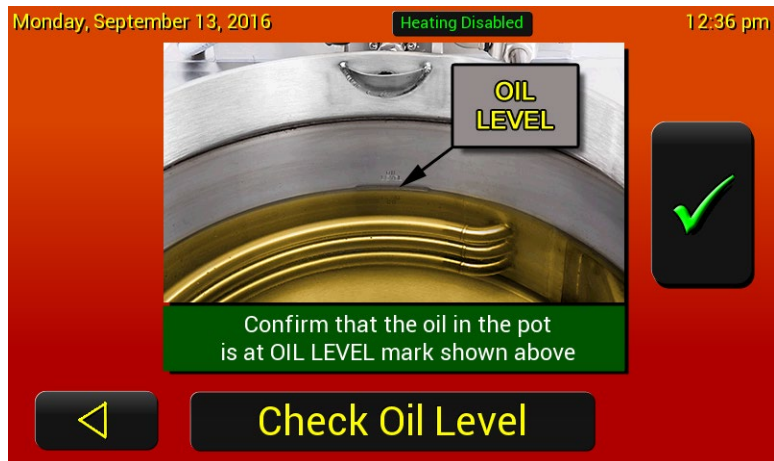 Monday, September 13, 2016
Heating Disabled
12:36 pm
OIL
LEVEL
Confirm that the oil in the pot
is at OIL LEVEL mark shown above
Check Oil Level